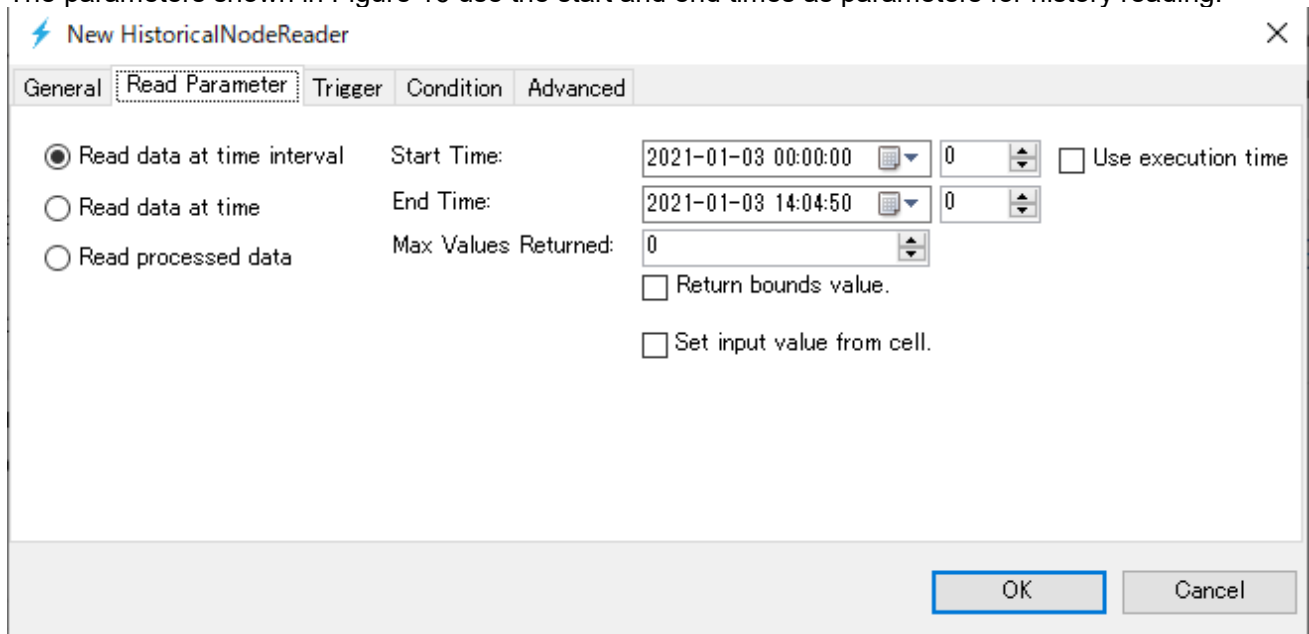 New HistoricalNodeReader
General Read Parameter Trigger Condition Advanced
Read data at time interval Start Time: 2021-01-03 00:00:00 0 Use execution time
Read data at time End Time: 2021-01-03 14:04:50 0
Read processed data Max Values Returned: 0
Return bounds value.
Set input value from cell.
OK Cancel